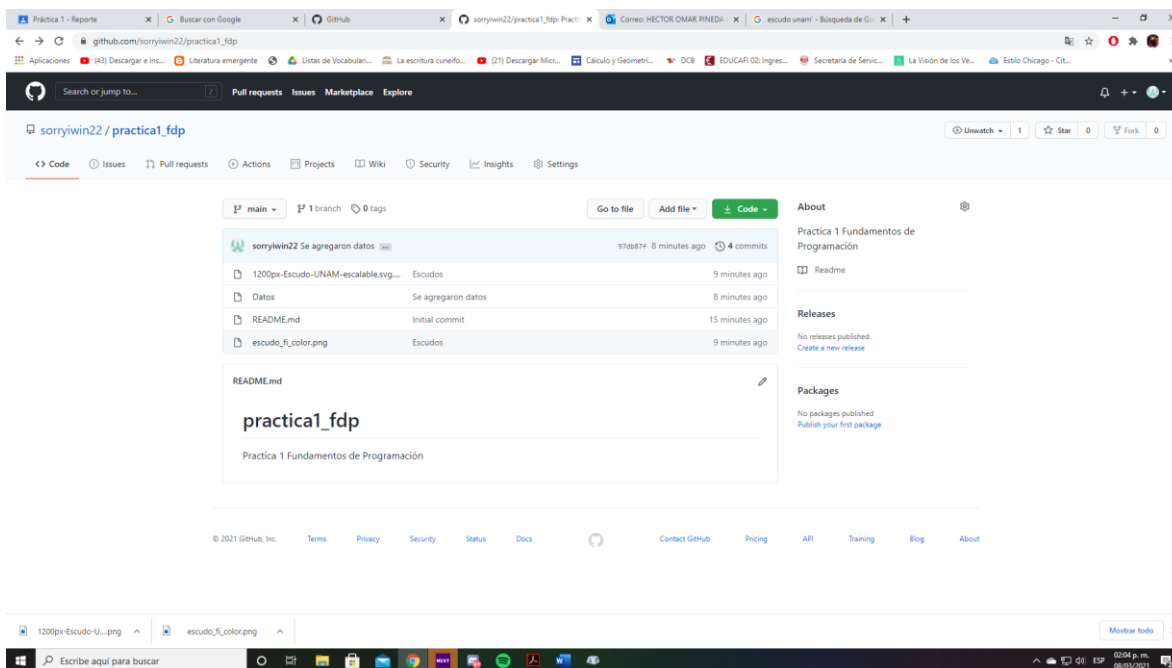 Práctica 1 - Reporte
Buscar con Google
GitHub
sorryiwin22/practica1_fdp: Practi
Correo: HECTOR OMAR PINEDA
escudo unam' - Búsqueda de Go
github.com/sorryiwin22/practica1_fdp
Aplicaciones (43) Descargar e Ins... Literatura emergente Listas de Vocabulari... La escritura cuneifo... (21) Descargar Micr... Cálculo y Geometrí... DCB EDUCAFI 02: Ingres... Secretaría de Servic... La Visión de los Ve... Estilo Chicago - Cit...
Search or jump to... / Pull requests Issues Marketplace Explore
sorryiwin22 / practica1_fdp
Unwatch 1 Star 0 Fork 0
Code Issues Pull requests Actions Projects Wiki Security Insights Settings
main 1 branch 0 tags
Go to file Add file Code
sorryiwin22 Se agregaron datos ... 97db87f 8 minutes ago 4 commits
1200px-Escudo-UNAM-escalable.svg.... Escudos 9 minutes ago
Datos Se agregaron datos 8 minutes ago
README.md Initial commit 15 minutes ago
escudo_fi_color.png Escudos 9 minutes ago
README.md
practica1_fdp
Practica 1 Fundamentos de Programación
About
Practica 1 Fundamentos de
Programación
Readme
Releases
No releases published
Create a new release
Packages
No packages published
Publish your first package
© 2021 GitHub, Inc. Terms Privacy Security Status Docs Contact GitHub Pricing API Training Blog About
1200px-Escudo-U....png escudo_fi_color.png Mostrar todo
Escribe aquí para buscar
ESP
02:04 p. m.
08/03/2021